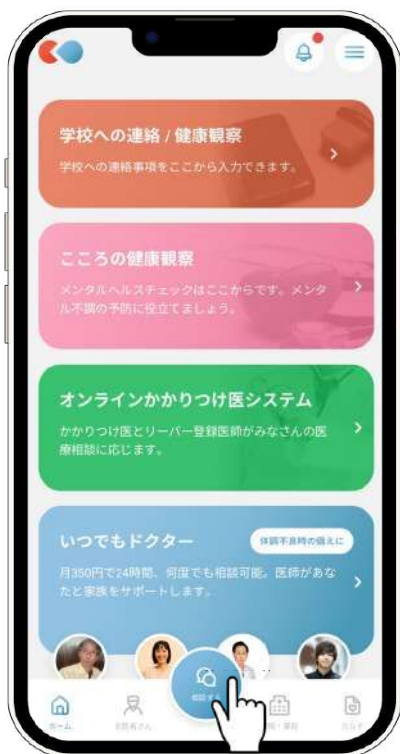 学校への連絡 / 健康観察
学校への連絡事項をここから入力できます。
こころの健康観察
メンタルヘルスチェックはここからです。メンタ
ル不調の予防に役立てましょう。
オンラインかかりつけ医システム
かかりつけ医とリーバー登録医師がみなさんの医
療相談に応じます。
いつでもドクター
体調不良時の備えに
月350円で24時間、何度でも相談可能。医師があな
たと家族をサポートします。
相談する
ホーム